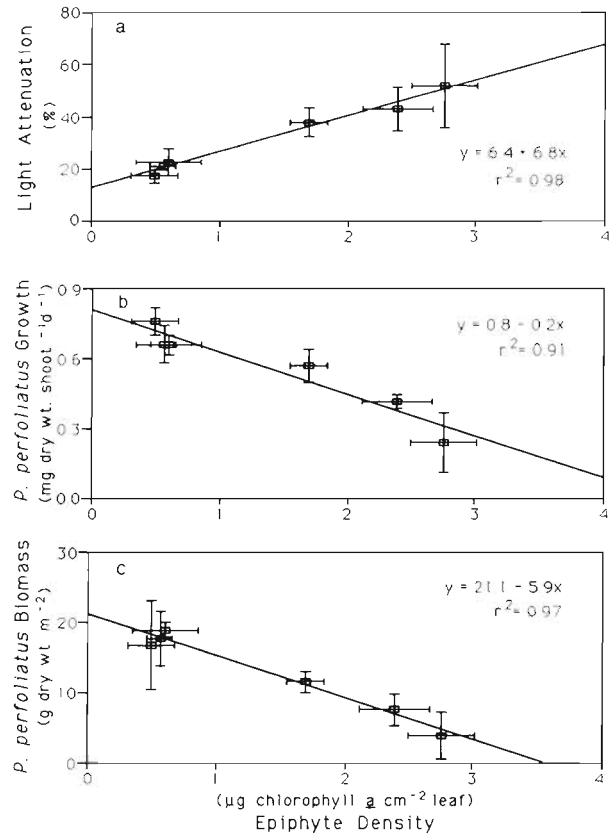 a
Light Attenuation
(%)
80
60
40
20
0
y = 6.4 + 6.8x
r² = 0.98
0 1 2 3 4
b
P. perfoliatus Growth
(mg dry wt. shoot⁻¹d⁻¹)
0.9
0.6
0.3
0.0
y = 0.8 - 0.2x
r² = 0.91
0 1 2 3 4
c
P. perfoliatus Biomass
(g dry wt m⁻²)
30
20
10
0
y = 21.1 - 5.9x
r² = 0.97
0 1 2 3 4
(µg chlorophyll a cm⁻² leaf)
Epiphyte Density